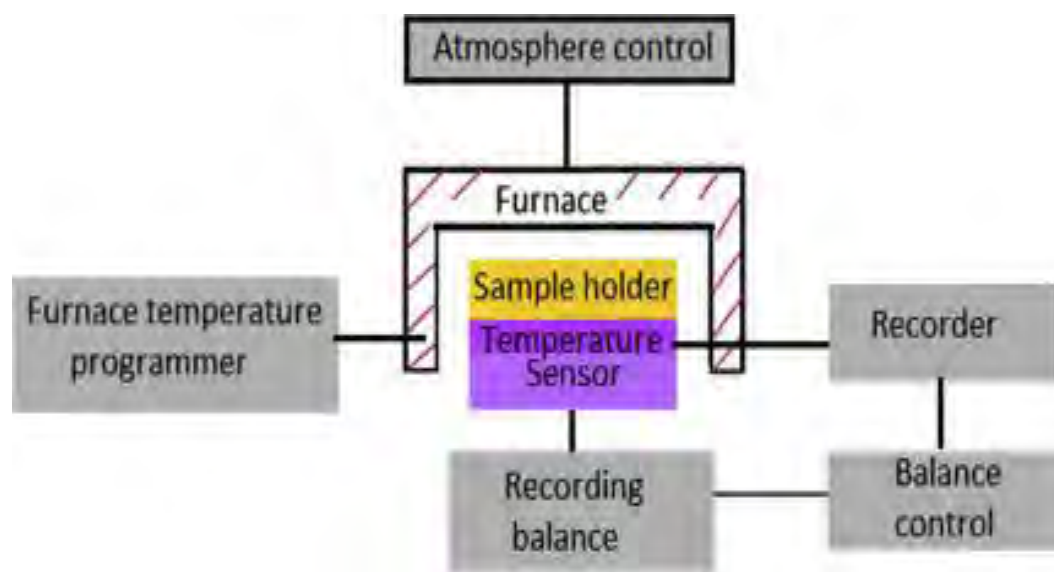 Atmosphere control
Furnace
Sample holder
Furnace temperature
programmer
Temperature
Sensor
Recorder
Recording
balance
Balance
control